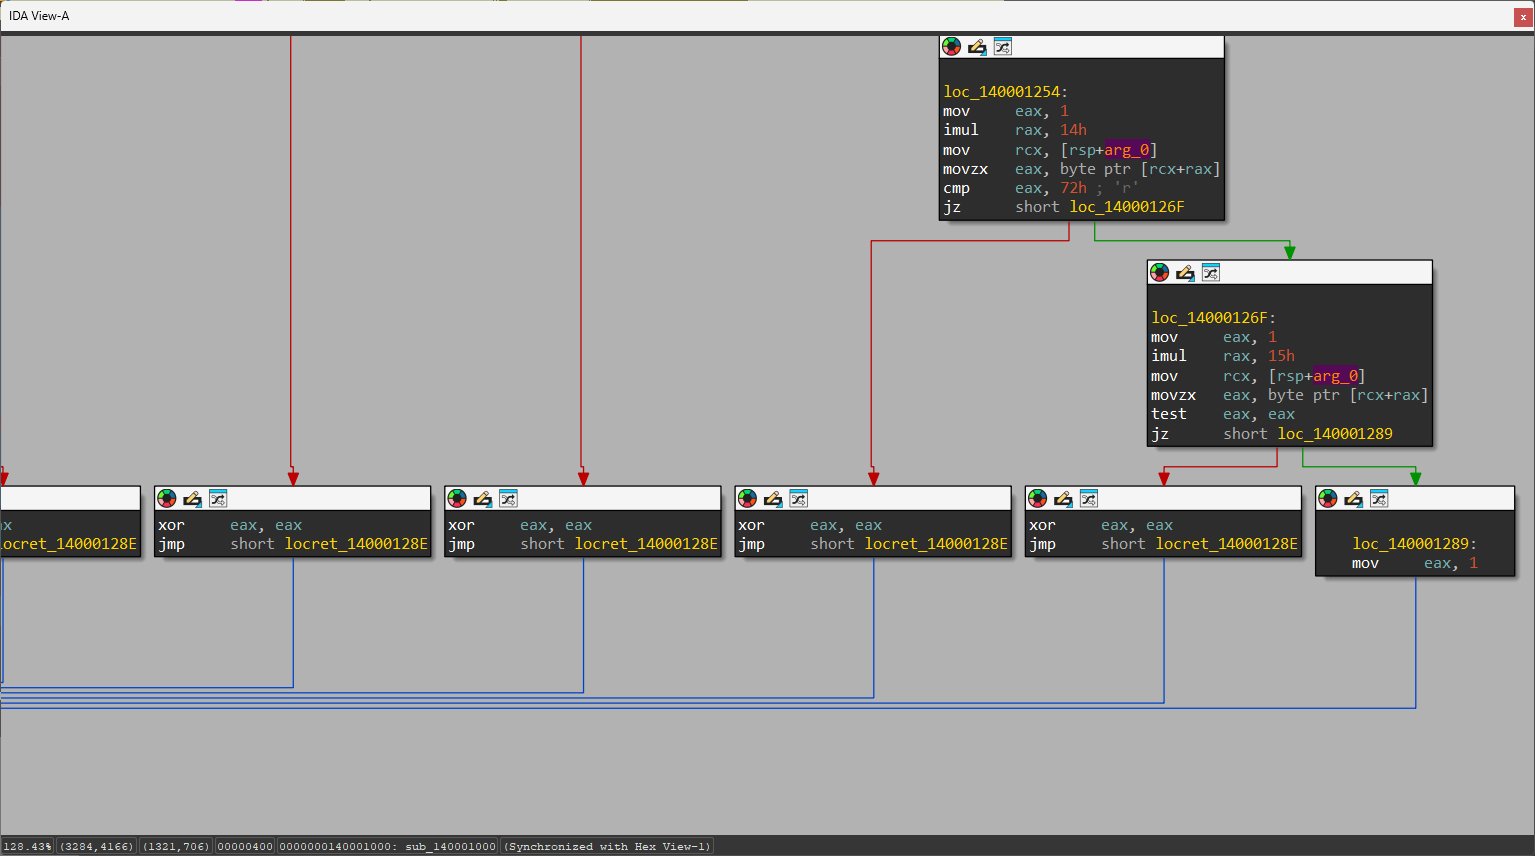 IDA View-A
loc_140001254:
mov eax, 1
imul rax, 14h
mov rcx, [rsp+arg_0]
movzx eax, byte ptr [rcx+rax]
cmp eax, 72h ; 'r'
jz short loc_14000126F
loc_14000126F:
mov eax, 1
imul rax, 15h
mov rcx, [rsp+arg_0]
movzx eax, byte ptr [rcx+rax]
test eax, eax
jz short loc_140001289
ax
locret_14000128E
xor eax, eax
jmp short locret_14000128E
xor eax, eax
jmp short locret_14000128E
xor eax, eax
jmp short locret_14000128E
xor eax, eax
jmp short locret_14000128E
loc_140001289:
mov eax, 1
128.43% (3284,4166) (1321,706) 00000400 0000000140001000: sub_140001000 (Synchronized with Hex View-1)